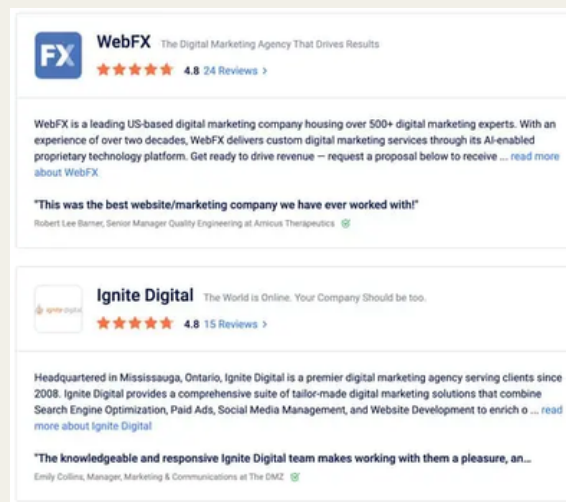 FX
WebFX The Digital Marketing Agency That Drives Results
4.8 24 Reviews >
WebFX is a leading US-based digital marketing company housing over 500+ digital marketing experts. With an
experience of over two decades, WebFX delivers custom digital marketing services through its AI-enabled
proprietary technology platform. Get ready to drive revenue — request a proposal below to receive ... read more
about WebFX
"This was the best website/marketing company we have ever worked with!"
Robert Lee Barner, Senior Manager Quality Engineering at Amicus Therapeutics
ignite digital
Ignite Digital The World is Online. Your Company Should be too.
4.8 15 Reviews >
Headquartered in Mississauga, Ontario, Ignite Digital is a premier digital marketing agency serving clients since
2008. Ignite Digital provides a comprehensive suite of tailor-made digital marketing solutions that combine
Search Engine Optimization, Paid Ads, Social Media Management, and Website Development to enrich o ... read
more about Ignite Digital
"The knowledgeable and responsive Ignite Digital team makes working with them a pleasure, an...
Emily Collins, Manager, Marketing & Communications at The DMZ